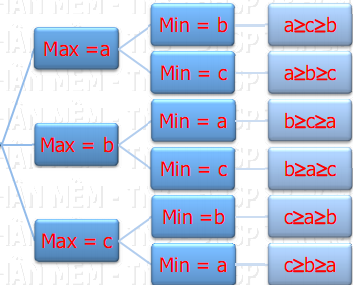 Max =a
Min = b
a≥c≥b
Min = c
a≥b≥c
Max = b
Min = a
b≥c≥a
Min = c
b≥a≥c
Max = c
Min =b
c≥a≥b
Min = a
c≥b≥a